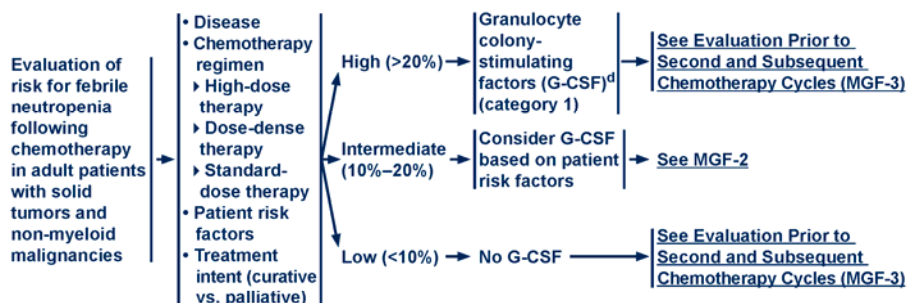 Evaluation of
risk for febrile
neutropenia
following
chemotherapy
in adult patients
with solid
tumors and
non-myeloid
malignancies
• Disease
• Chemotherapy
regimen
▸ High-dose
therapy
▸ Dose-dense
therapy
▸ Standard-
dose therapy
• Patient risk
factors
• Treatment
intent (curative
vs. palliative)
High (>20%)
Granulocyte
colony-
stimulating
factors (G-CSF)ᵈ
(category 1)
See Evaluation Prior to
Second and Subsequent
Chemotherapy Cycles (MGF-3)
Intermediate
(10%–20%)
Consider G-CSF
based on patient
risk factors
See MGF-2
Low (<10%)
No G-CSF
See Evaluation Prior to
Second and Subsequent
Chemotherapy Cycles (MGF-3)